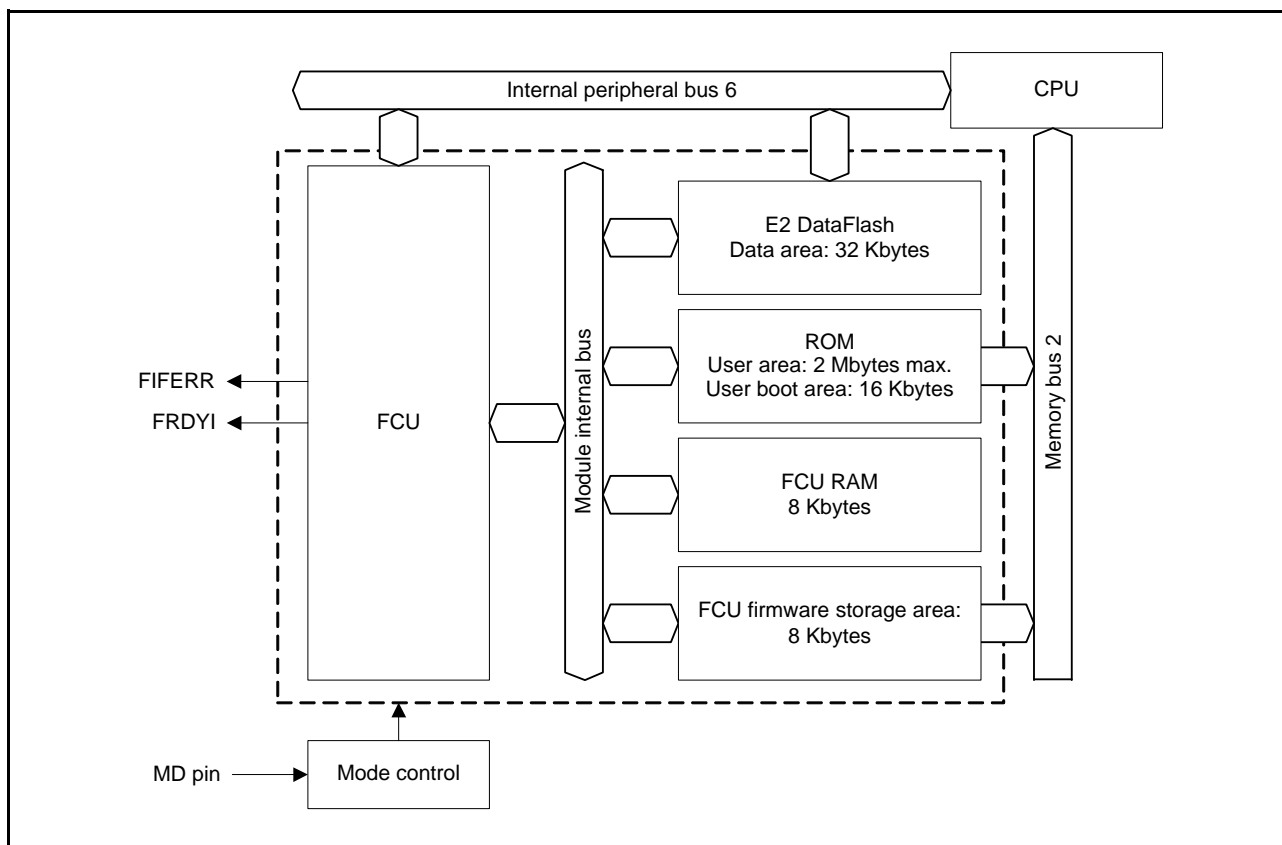 Internal peripheral bus 6
CPU
E2 DataFlash
Data area: 32 Kbytes
ROM
User area: 2 Mbytes max.
User boot area: 16 Kbytes
FIFERR
FRDYI
FCU
Module internal bus
Memory bus 2
FCU RAM
8 Kbytes
FCU firmware storage area:
8 Kbytes
MD pin
Mode control